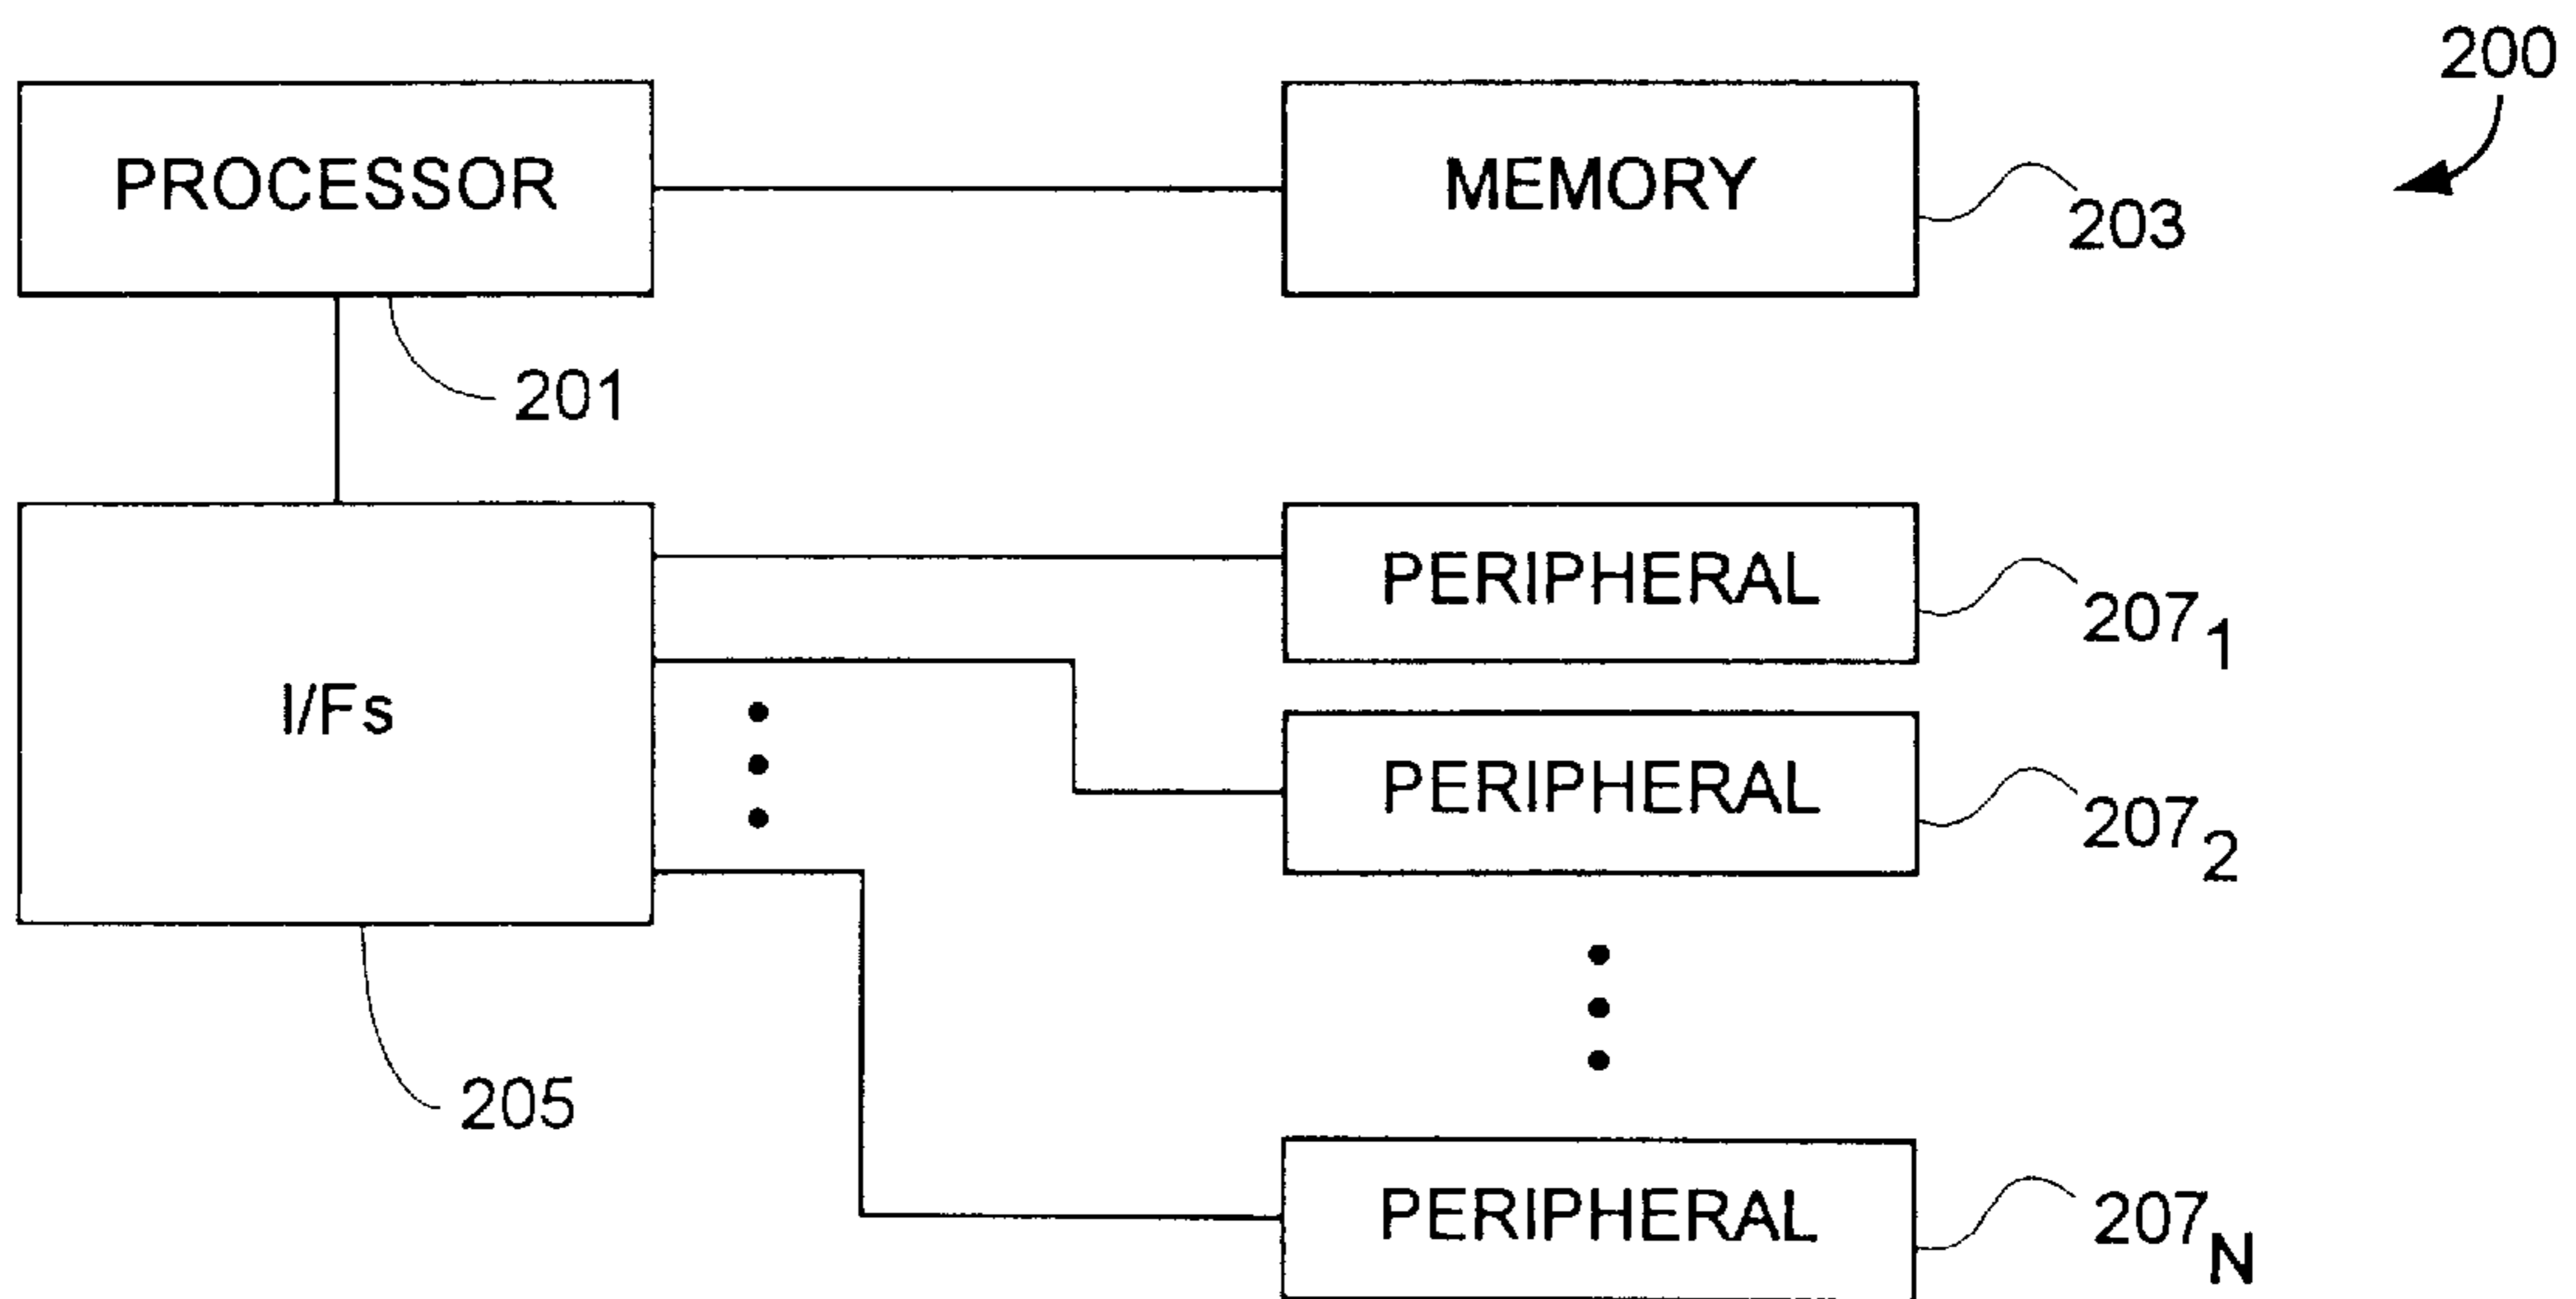 200
PROCESSOR
MEMORY
203
201
I/Fs
PERIPHERAL
207₁
PERIPHERAL
207₂
205
PERIPHERAL
207N